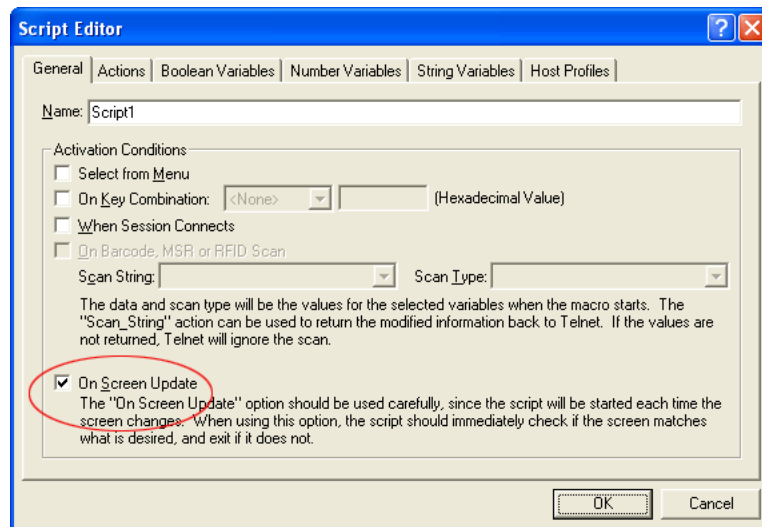 Script Editor
General Actions Boolean Variables Number Variables String Variables Host Profiles
Name: Script1
Activation Conditions
Select from Menu
On Key Combination: <None> (Hexadecimal Value)
When Session Connects
On Barcode, MSR or RFID Scan
Scan String: Scan Type:
The data and scan type will be the values for the selected variables when the macro starts. The
"Scan_String" action can be used to return the modified information back to Telnet. If the values are
not returned, Telnet will ignore the scan.
On Screen Update
The "On Screen Update" option should be used carefully, since the script will be started each time the
screen changes. When using this option, the script should immediately check if the screen matches
what is desired, and exit if it does not.
OK Cancel